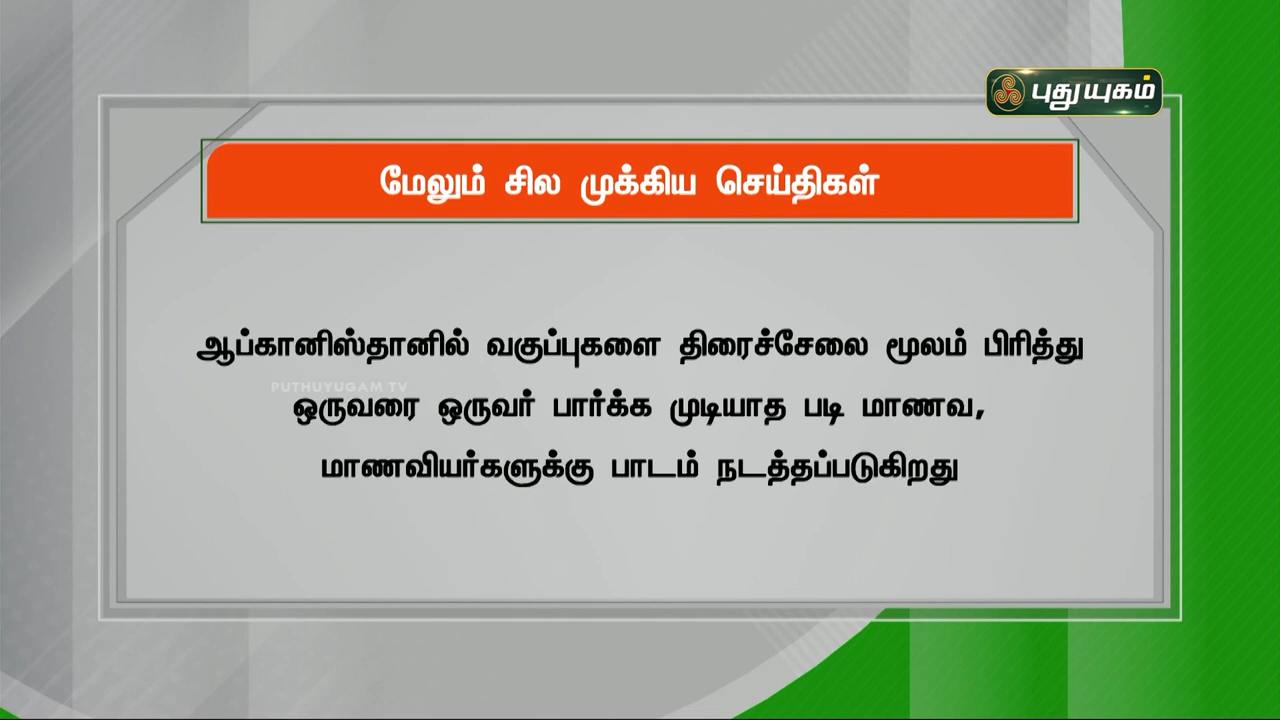 புதுயுகம்
மேலும் சில முக்கிய செய்திகள்
ஆப்கானிஸ்தானில் வகுப்புகளை திரைச்சேலை மூலம் பிரித்து
PUTHUYUGAM TV
ஒருவரை ஒருவர் பார்க்க முடியாத படி மாணவ,
மாணவியர்களுக்கு பாடம் நடத்தப்படுகிறது